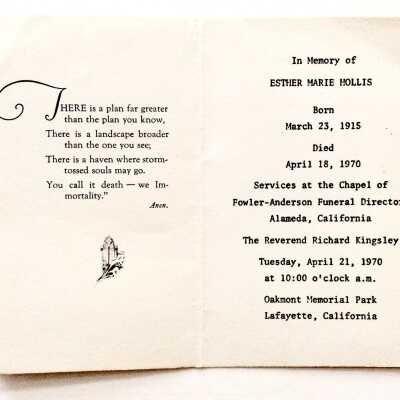 THERE is a plan far greater
than the plan you know,
There is a landscape broader
than the one you see;
There is a haven where storm-
tossed souls may go.
You call it death — we Im-
mortality."
Anon.
In Memory of
ESTHER MARIE HOLLIS
Born
March 23, 1915
Died
April 18, 1970
Services at the Chapel of
Fowler-Anderson Funeral Director
Alameda, California
The Reverend Richard Kingsley
Tuesday, April 21, 1970
at 10:00 o'clock a.m.
Oakmont Memorial Park
Lafayette, California